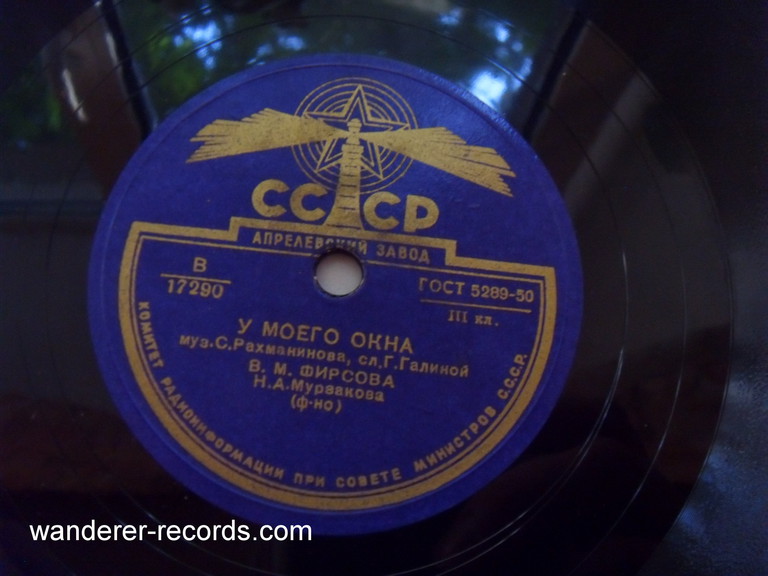 СССР
АПРЕЛЕВСКИЙ ЗАВОД
В
17290
ГОСТ 5289-50
III кл.
У МОЕГО ОКНА
муз.С.Рахманинова, сл.Г.Галиной
В. М. ФИРСОВА
Н.А.Мурзакова
(ф-но)
КОМИТЕТ РАДИОИНФОРМАЦИИ ПРИ СОВЕТЕ МИНИСТРОВ С.С.С.Р.
wanderer-records.com